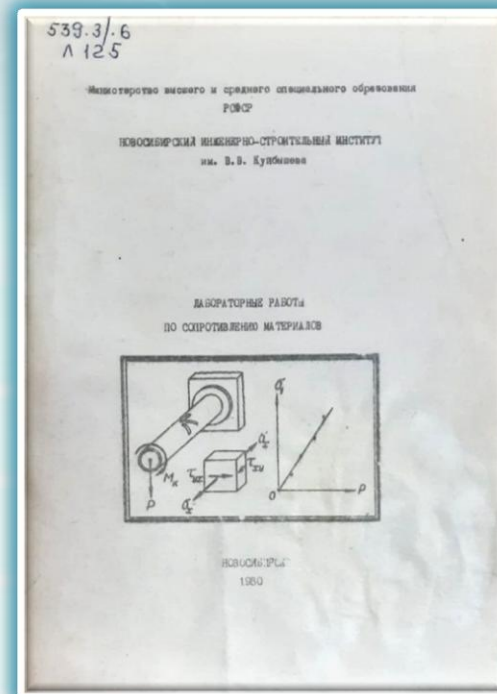 539.3/.6
Л 125
Министерство высшего и среднего специального образования
РСФСР
НОВОСИБИРСКИЙ ИНЖЕНЕРНО-СТРОИТЕЛЬНЫЙ ИНСТИТУТ
им. В.В. Куйбышева
ЛАБОРАТОРНЫЕ РАБОТЫ
ПО СОПРОТИВЛЕНИЮ МАТЕРИАЛОВ
Mк
P
O
P
НОВОСИБИРСК
1980